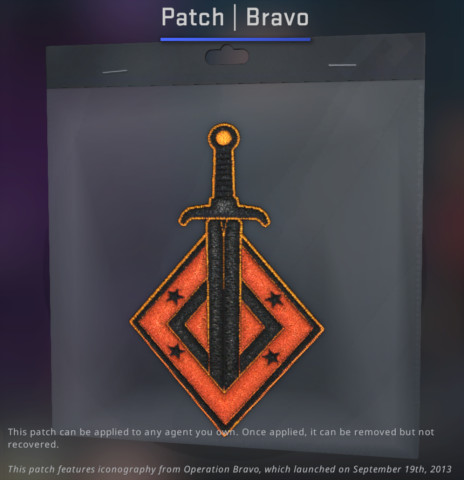 Patch | Bravo
This patch can be applied to any agent you own. Once applied, it can be removed but not
recovered.
This patch features iconography from Operation Bravo, which launched on September 19th, 2013